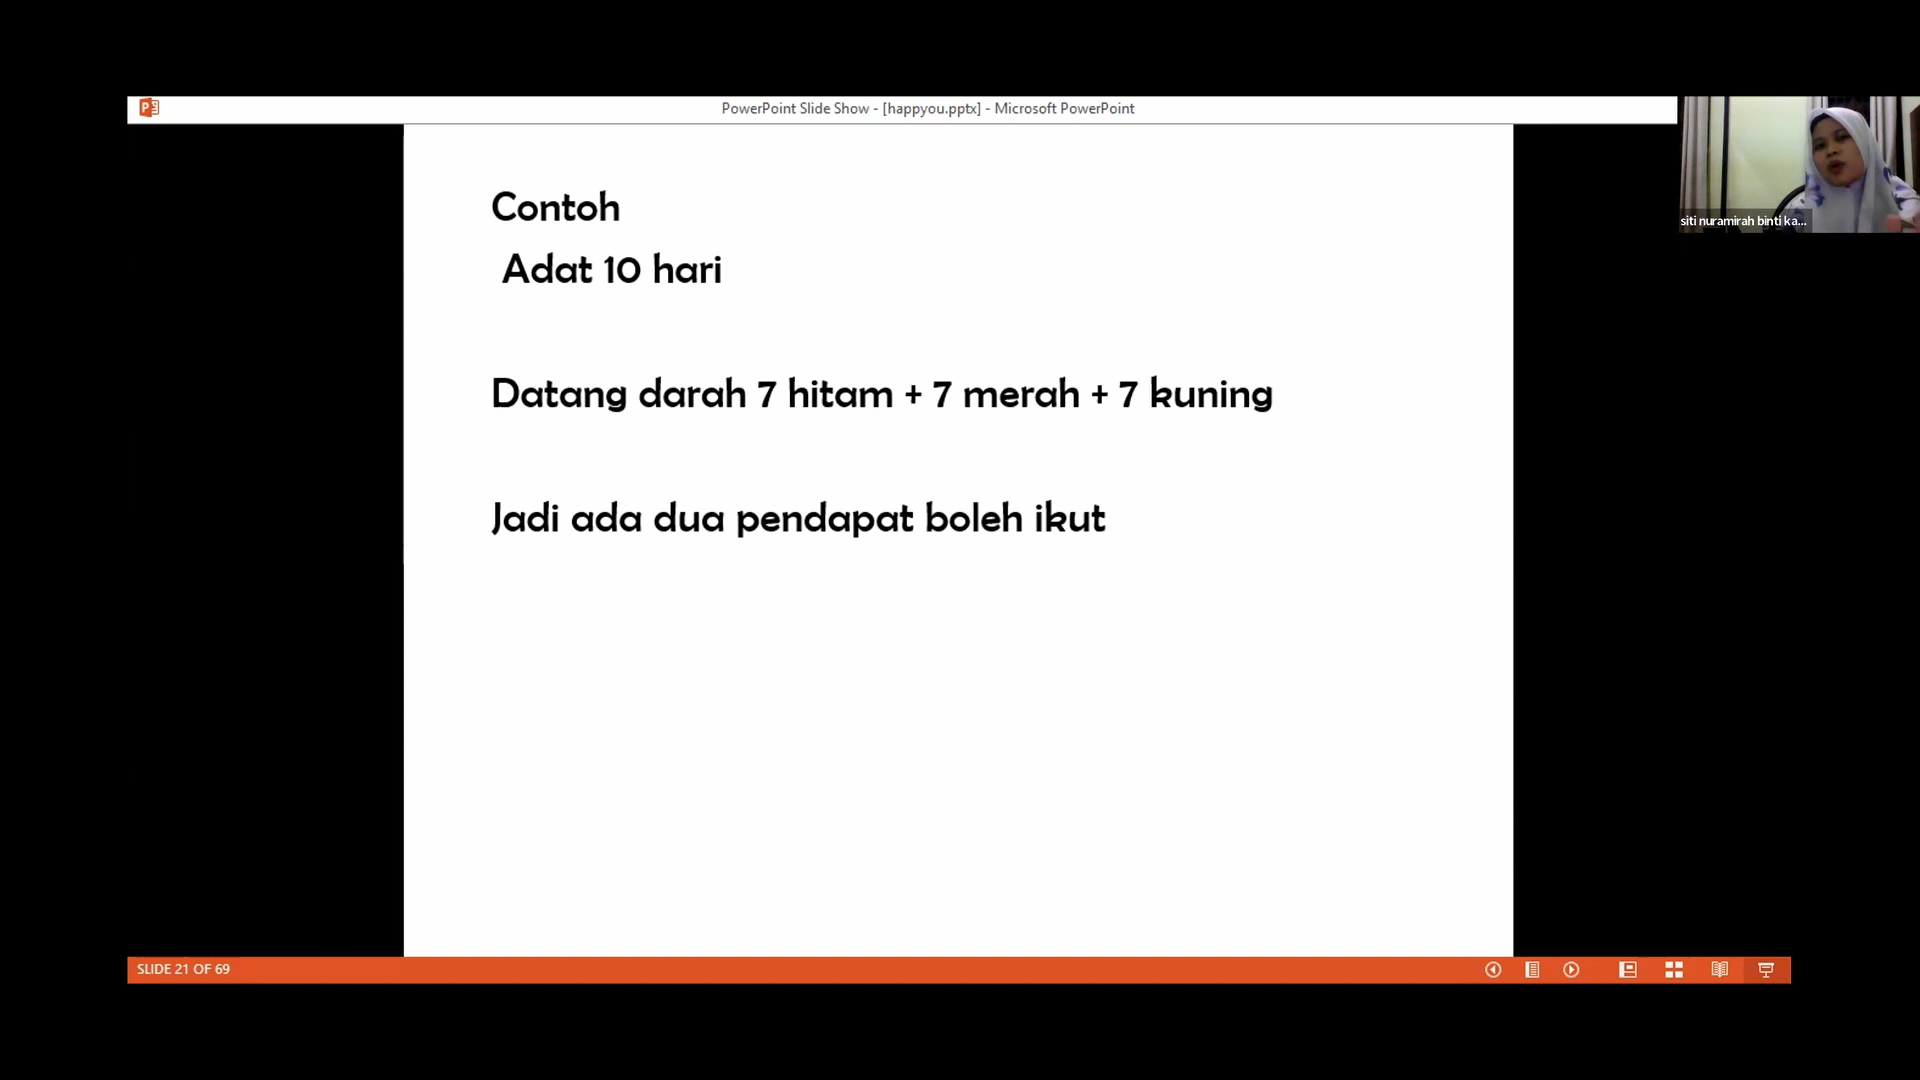 PowerPoint Slide Show - [happyou.pptx] - Microsoft PowerPoint
siti nuramirah binti ka...
Contoh
Adat 10 hari
Datang darah 7 hitam + 7 merah + 7 kuning
Jadi ada dua pendapat boleh ikut
SLIDE 21 OF 69